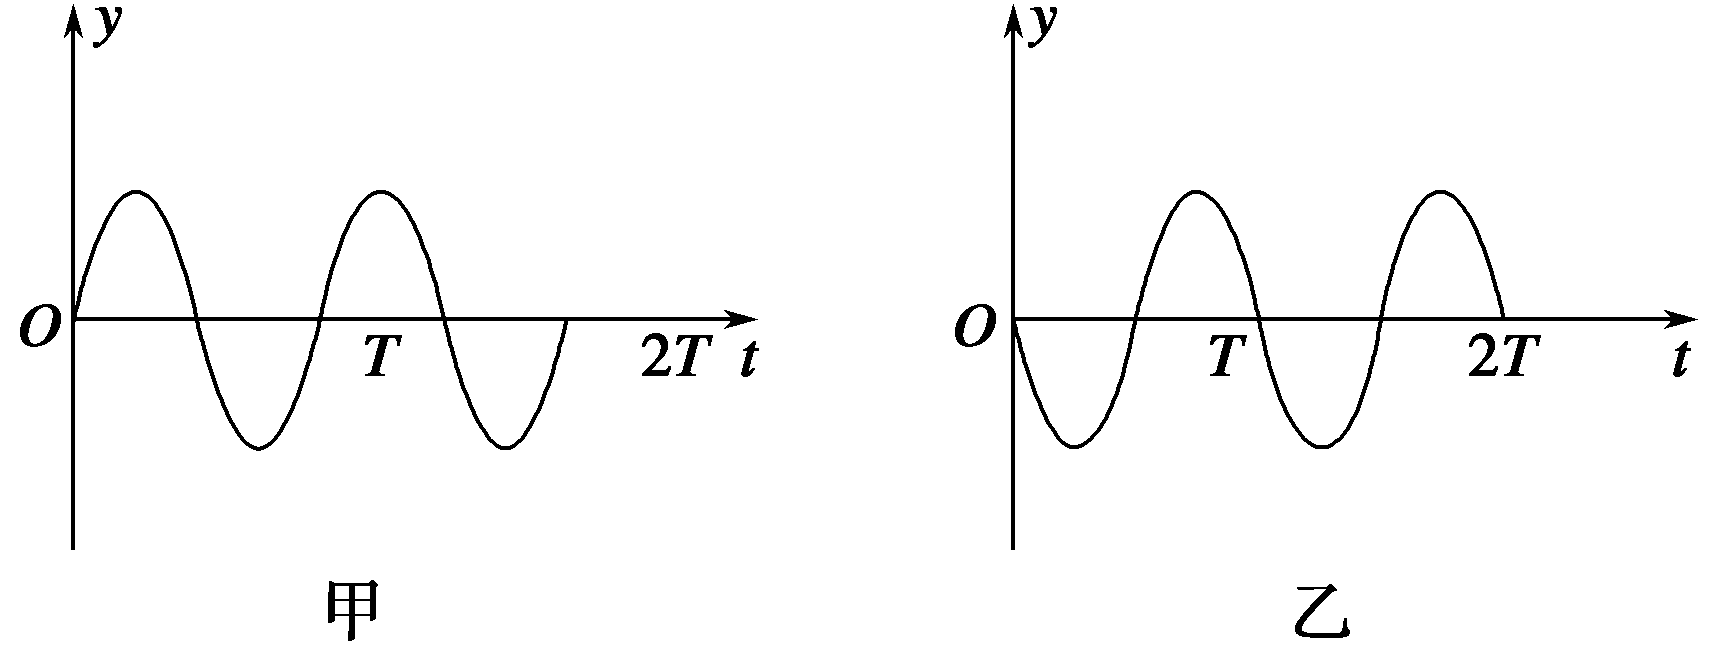 y y
O T 2T t O T 2T t
甲 乙